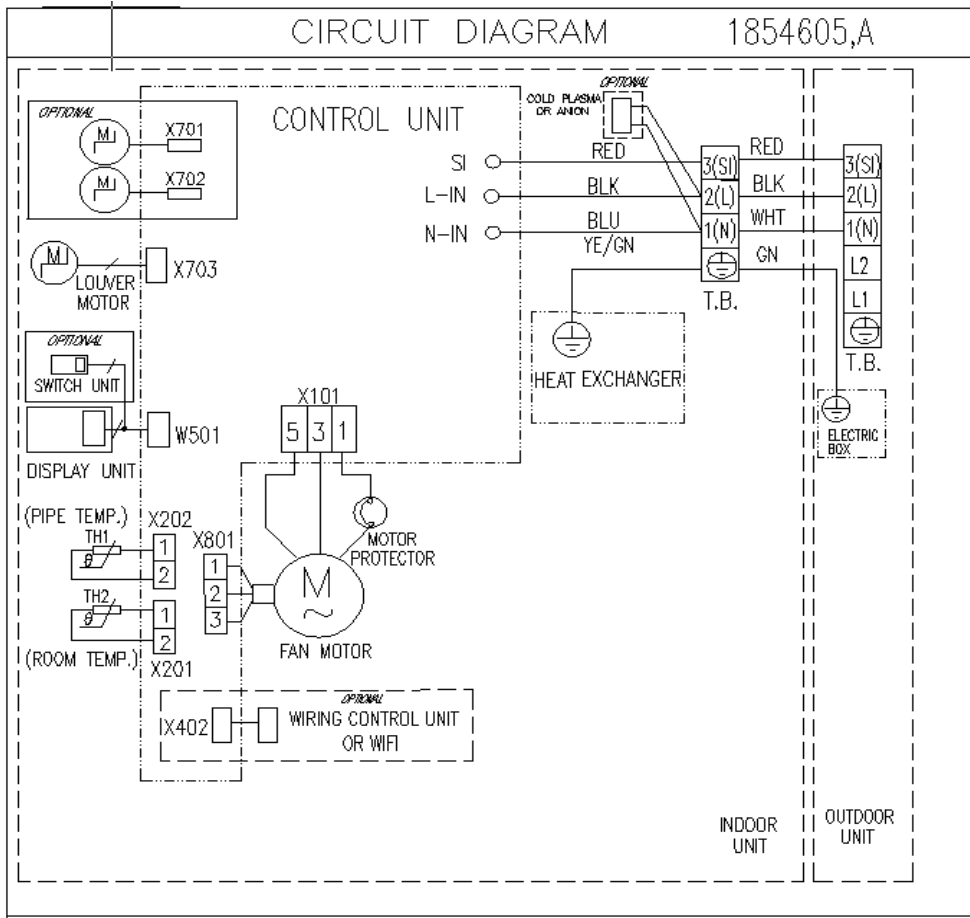 CIRCUIT DIAGRAM 1854605,A
OPTIONAL
M X701
M X702
CONTROL UNIT
OPTIONAL
COLD PLASMA
OR ANION
SI RED 3(SI) RED 3(SI)
L-IN BLK 2(L) BLK 2(L)
N-IN BLU 1(N) WHT 1(N)
YE/GN GN L2
L1
T.B.
T.B.
M X703
LOUVER
MOTOR
OPTIONAL
SWITCH UNIT
W501
DISPLAY UNIT
HEAT EXCHANGER
ELECTRIC
BOX
X101
5 3 1
MOTOR
PROTECTOR
(PIPE TEMP.) X202
TH1 1
θ 2
TH2 1
θ 2
(ROOM TEMP.) X201
X801
1
2
3
M
~
FAN MOTOR
OPTIONAL
X402 WIRING CONTROL UNIT
OR WIFI
INDOOR
UNIT
OUTDOOR
UNIT